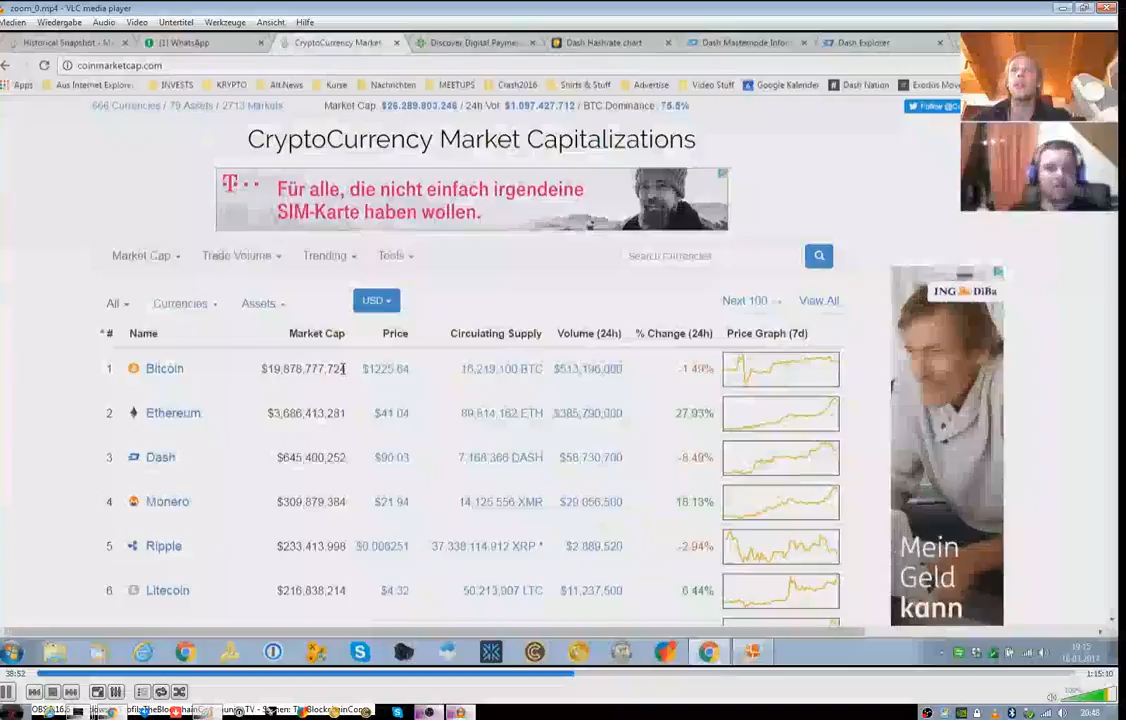 zoom_0.mp4 - VLC media player
Medien Wiedergabe Audio Video Untertitel Werkzeuge Ansicht Hilfe
Historical Snapshot - M
(1) WhatsApp
CryptoCurrency Market
Discover Digital Payme
Dash Hashrate chart
Dash Masternode Infor
Dash Explorer
coinmarketcap.com
Apps Aus Internet Explore INVESTS KRYPTO Alt.News Kurse Nachrichten MEETUPS Crash2016 Shirts & Stuff Advertise Video Stuff Google Kalender Dash Nation Exodus Mov
666 Currencies / 79 Assets / 2713 Markets
Market Cap: $26.289.803.246 / 24h Vol: $1.097.427.712 / BTC Dominance: 75.6%
Follow @C
CryptoCurrency Market Capitalizations
T
Für alle, die nicht einfach irgendeine
SIM-Karte haben wollen.
Market Cap Trade Volume Trending Tools
Search Currencies
All Currencies Assets USD
Next 100 → View All
# Name Market Cap Price Circulating Supply Volume (24h) % Change (24h) Price Graph (7d)
1 Bitcoin $19,878,777,724 $1225.64 16,219,100 BTC $513,196,000 -1.49%
2 Ethereum $3,686,413,281 $41.04 89,814,162 ETH $385,790,000 27.93%
3 Dash $645,400,252 $90.03 7,168,366 DASH $58,730,700 -8.49%
4 Monero $309,879,384 $21.94 14,125,556 XMR $29,056,500 18.13%
5 Ripple $233,413,998 $0.006251 37,338,114,912 XRP * $2,889,520 -2.94%
6 Litecoin $216,838,214 $4.32 50,213,907 LTC $11,237,500 6.44%
ING DiBa
Mein
Geld
kann
19:15
38:52
1:15:10
100%
20:48